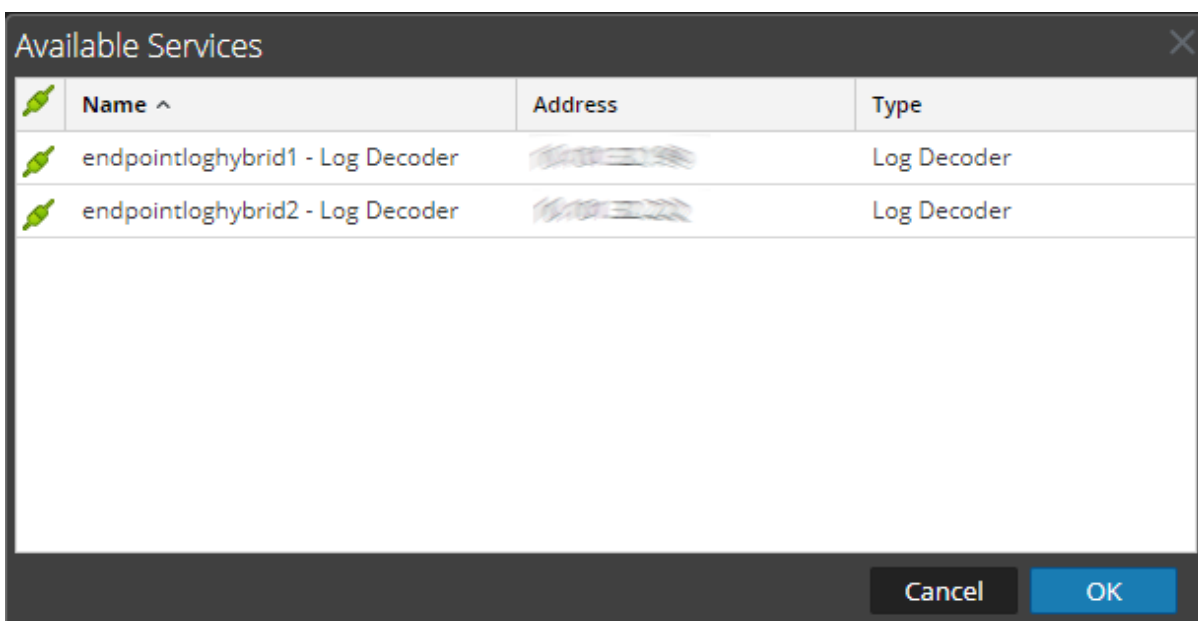 Available Services
Name Address Type
endpointloghybrid1 - Log Decoder Log Decoder
endpointloghybrid2 - Log Decoder Log Decoder
Cancel OK